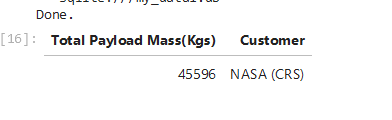 Done.
[16]: Total Payload Mass(Kgs) Customer
45596 NASA (CRS)